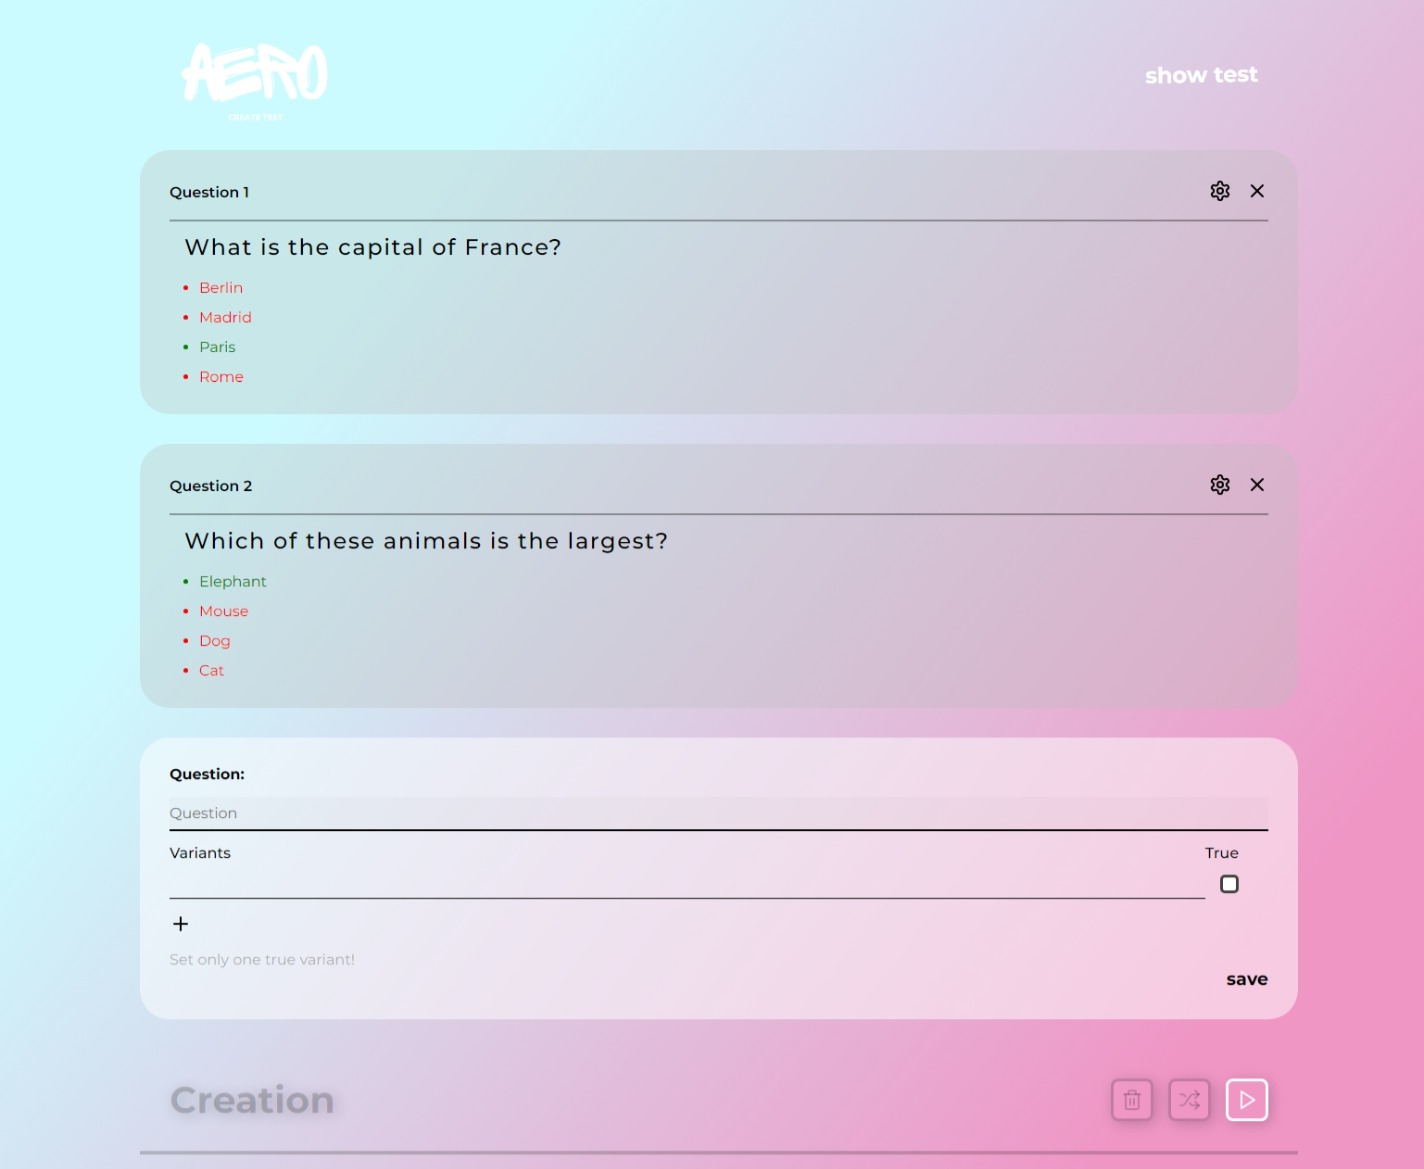 AERO
CREATE TEST
show test
Question 1
What is the capital of France?
Berlin
Madrid
Paris
Rome
Question 2
Which of these animals is the largest?
Elephant
Mouse
Dog
Cat
Question:
Question
Variants True
Set only one true variant!
save
Creation